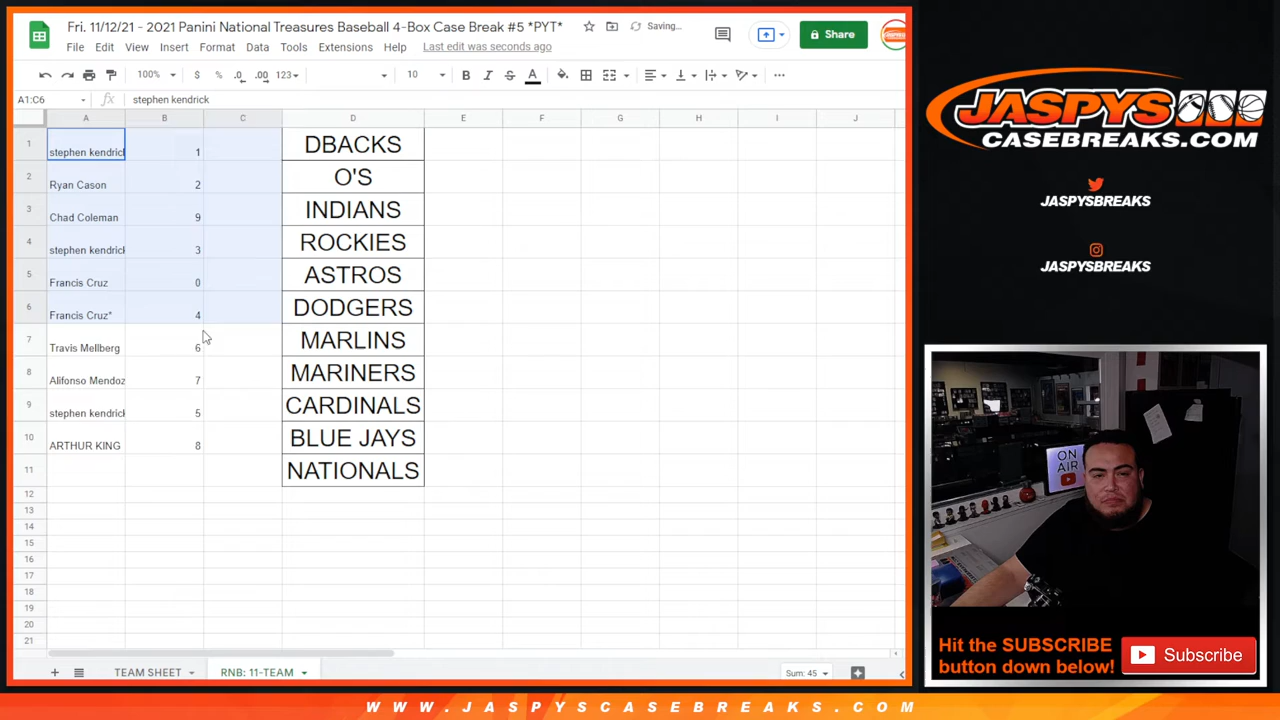 Fri. 11/12/21 - 2021 Panini National Treasures Baseball 4-Box Case Break #5 *PYT*
Saving...
Share
File Edit View Insert Format Data Tools Extensions Help Last edit was seconds ago
100% $ % .0 .00 123 10 B I S A
A1:C6 fx stephen kendrick
A B C D E F G H I J
1 stephen kendrick 1 DBACKS
2 Ryan Cason 2 O'S
3 Chad Coleman 9 INDIANS
4 stephen kendrick 3 ROCKIES
5 Francis Cruz 0 ASTROS
6 Francis Cruz* 4 DODGERS
7 Travis Mellberg 6 MARLINS
8 Alifonso Mendoz 7 MARINERS
9 stephen kendrick 5 CARDINALS
10 ARTHUR KING 8 BLUE JAYS
11 NATIONALS
12
13
14
15
16
17
18
19
20
21
TEAM SHEET RNB: 11-TEAM Sum: 45
JASPYS
CASEBREAKS.COM
JASPYSBREAKS
JASPYSBREAKS
ON
AIR
Hit the SUBSCRIBE
button down below!
Subscribe
WWW.JASPYSCASEBREAKS.COM